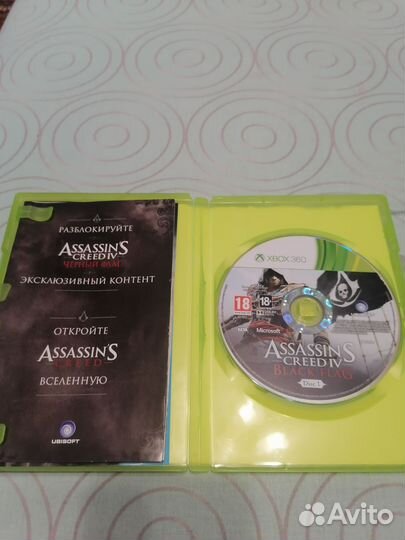 РАЗБЛОКИРУЙТЕ
ASSASSIN'S
CREED IV
ЧЕРНЫЙ ФЛАГ
ЭКСКЛЮЗИВНЫЙ КОНТЕНТ
ОТКРОЙТЕ
ASSASSIN'S
CREED
ВСЕЛЕННУЮ
UBISOFT
XBOX 360
18
18
Microsoft
ASSASSIN'S
CREED IV
BLACK FLAG
Disc 1
Avito